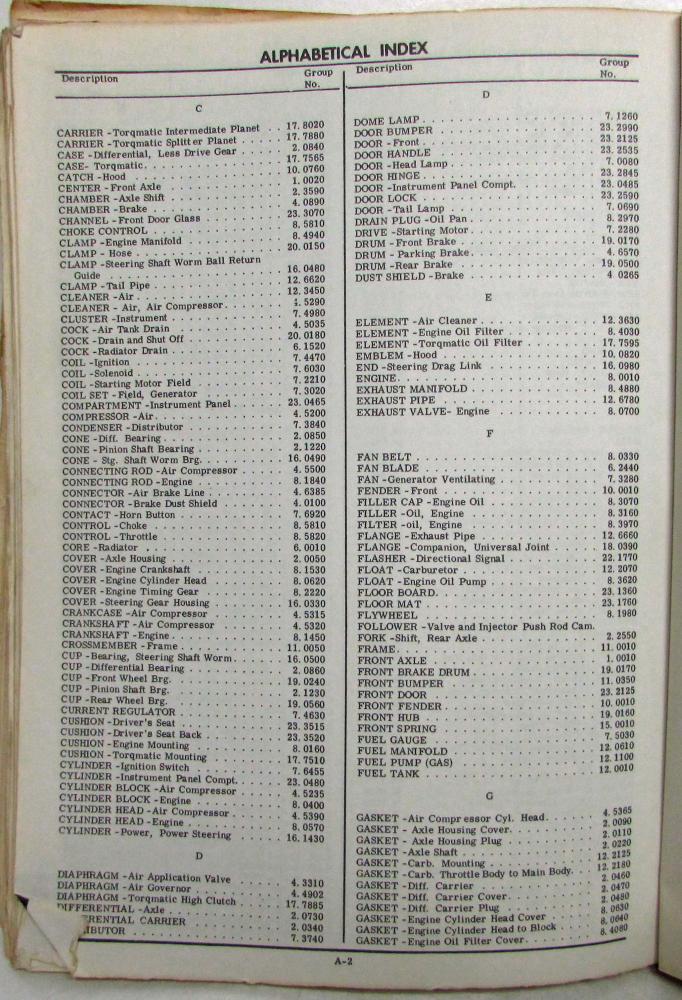 ALPHABETICAL INDEX
Description Group No.
C
CARRIER -Torqmatic Intermediate Planet . . 17. 8020
CARRIER -Torqmatic Splitter Planet . . . . . 17. 7880
CASE -Differential, Less Drive Gear . . . . 2. 0840
CASE- Torqmatic. . . . . . . . . . 17. 7565
CATCH -Hood . . . . . . . . . . 10. 0760
CENTER -Front Axle . . . . . . . . . . 1. 0020
CHAMBER -Axle Shift . . . . . . . . . . 2. 3590
CHAMBER -Brake . . . . . . . . . . 4. 0890
CHANNEL -Front Door Glass . . . . . . . . 23. 3070
CHOKE CONTROL . . . . . . . . . . 8. 5810
CLAMP -Engine Manifold . . . . . . . . . . 8. 4940
CLAMP - Hose . . . . . . . . . . 20. 0150
CLAMP -Steering Shaft Worm Ball Return
Guide . . . . . . . . . . 16. 0480
CLAMP -Tail Pipe . . . . . . . . . . 12. 6620
CLEANER -Air . . . . . . . . . . 12. 3450
CLEANER - Air, Air Compressor . . . . . . . 4. 5290
CLUSTER -Instrument . . . . . . . . . . 7. 4980
COCK -Air Tank Drain . . . . . . . . . . 4. 5035
COCK -Drain and Shut Off . . . . . . . . . . 20. 0180
COCK -Radiator Drain . . . . . . . . . . 6. 1520
COIL -Ignition . . . . . . . . . . 7. 4470
COIL -Solenoid . . . . . . . . . . 7. 6030
COIL -Starting Motor Field . . . . . . . . 7. 2210
COIL SET -Field, Generator . . . . . . . . 7. 3020
COMPARTMENT -Instrument Panel . . . . . . 23. 0465
COMPRESSOR -Air. . . . . . . . . . 4. 5200
CONDENSER -Distributor . . . . . . . . . . 7. 3840
CONE -Diff. Bearing . . . . . . . . . . 2. 0850
CONE -Pinion Shaft Bearing . . . . . . . . 2. 1220
CONE - Stg. Shaft Worm Brg. . . . . . . . . 16. 0490
CONNECTING ROD -Air Compressor . . . . . 4. 5500
CONNECTING ROD -Engine . . . . . . . . . 8. 1840
CONNECTOR -Air Brake Line . . . . . . . . 4. 6385
CONNECTOR -Brake Dust Shield . . . . . . . 4. 0100
CONTACT -Horn Button . . . . . . . . . . 7. 6920
CONTROL -Choke . . . . . . . . . . 8. 5810
CONTROL -Throttle . . . . . . . . . . 8. 5820
CORE -Radiator . . . . . . . . . . 6. 0010
COVER -Axle Housing . . . . . . . . . . 2. 0050
COVER -Engine Crankshaft . . . . . . . . . 8. 1530
COVER -Engine Cylinder Head . . . . . . . 8. 0620
COVER -Engine Timing Gear . . . . . . . . 8. 2220
COVER -Steering Gear Housing . . . . . . . 16. 0330
CRANKCASE -Air Compressor . . . . . . . . 4. 5315
CRANKSHAFT -Air Compressor . . . . . . . 4. 5320
CRANKSHAFT -Engine . . . . . . . . . . 8. 1450
CROSSMEMBER -Frame . . . . . . . . . . 11. 0050
CUP -Bearing, Steering Shaft Worm . . . . . 16. 0500
CUP -Differential Bearing . . . . . . . . . 2. 0860
CUP -Front Wheel Brg. . . . . . . . . . 19. 0240
CUP -Pinion Shaft Brg. . . . . . . . . . 2. 1230
CUP -Rear Wheel Brg. . . . . . . . . . 19. 0560
CURRENT REGULATOR . . . . . . . . . . 7. 4630
CUSHION -Driver's Seat . . . . . . . . . . 23. 3515
CUSHION -Driver's Seat Back . . . . . . . . 23. 3520
CUSHION -Engine Mounting . . . . . . . . . 8. 0160
CUSHION -Torqmatic Mounting . . . . . . . 17. 7510
CYLINDER -Ignition Switch . . . . . . . . . 7. 6455
CYLINDER -Instrument Panel Compt. . . . . . 23. 0480
CYLINDER BLOCK -Air Compressor . . . . . 4. 5235
CYLINDER BLOCK -Engine . . . . . . . . . 8. 0400
CYLINDER HEAD -Air Compressor . . . . . . 4. 5390
CYLINDER HEAD -Engine . . . . . . . . . . 8. 0570
CYLINDER -Power, Power Steering . . . . . 16. 1430
D
DIAPHRAGM -Air Application Valve . . . . . 4. 3310
DIAPHRAGM -Air Governor . . . . . . . . . 4. 4902
DIAPHRAGM -Torqmatic High Clutch . . . . . 17. 7885
DIFFERENTIAL -Axle . . . . . . . . . . 2. 0730
RENTIAL CARRIER . . . . . . . . . . 2. 0340
IBUTOR . . . . . . . . . . 7. 3740
Description Group No.
D
DOME LAMP . . . . . . . . . . 7. 1260
DOOR BUMPER . . . . . . . . . . 23. 2990
DOOR -Front . . . . . . . . . . 23. 2125
DOOR HANDLE . . . . . . . . . . 23. 2535
DOOR -Head Lamp . . . . . . . . . . 7. 0080
DOOR HINGE . . . . . . . . . . 23. 2845
DOOR -Instrument Panel Compt. . . . . . . . 23. 0485
DOOR LOCK . . . . . . . . . . 23. 2590
DOOR -Tail Lamp . . . . . . . . . . 7. 0690
DRAIN PLUG -Oil Pan . . . . . . . . . . 8. 2970
DRIVE -Starting Motor. . . . . . . . . . 7. 2280
DRUM -Front Brake . . . . . . . . . . 19. 0170
DRUM - Parking Brake. . . . . . . . . . 4. 6570
DRUM -Rear Brake . . . . . . . . . . 19. 0500
DUST SHIELD -Brake . . . . . . . . . . 4 0265
E
ELEMENT -Air Cleaner . . . . . . . . . . 12. 3630
ELEMENT -Engine Oil Filter . . . . . . . . 8. 4030
ELEMENT -Torqmatic Oil Filter . . . . . . . 17. 7595
EMBLEM -Hood . . . . . . . . . . 10. 0820
END -Steering Drag Link . . . . . . . . . . 16. 0980
ENGINE. . . . . . . . . . 8. 0010
EXHAUST MANIFOLD . . . . . . . . . . 8. 4880
EXHAUST PIPE . . . . . . . . . . 12. 6780
EXHAUST VALVE- Engine . . . . . . . . . . 8. 0700
F
FAN BELT . . . . . . . . . . 8. 0330
FAN BLADE . . . . . . . . . . 6. 2440
FAN -Generator Ventilating . . . . . . . . . 7. 3280
FENDER -Front . . . . . . . . . . 10. 0010
FILLER CAP -Engine Oil . . . . . . . . . . 8. 3070
FILLER -Oil, Engine . . . . . . . . . . 8. 3160
FILTER -oil, Engine . . . . . . . . . . 8. 3970
FLANGE -Exhaust Pipe . . . . . . . . . . 12. 6660
FLANGE -Companion, Universal Joint . . . . . 18. 0390
FLASHER -Directional Signal . . . . . . . . 22. 1770
FLOAT -Carburetor . . . . . . . . . . 12. 2070
FLOAT -Engine Oil Pump . . . . . . . . . . 8. 3620
FLOOR BOARD. . . . . . . . . . 23. 1360
FLOOR MAT . . . . . . . . . . 23. 1760
FLYWHEEL . . . . . . . . . . 8. 1980
FOLLOWER -Valve and Injector Push Rod Cam.
FORK -Shift, Rear Axle . . . . . . . . . . 2. 2550
FRAME. . . . . . . . . . 11. 0010
FRONT AXLE . . . . . . . . . . 1. 0010
FRONT BRAKE DRUM . . . . . . . . . . 19. 0170
FRONT BUMPER . . . . . . . . . . 11. 0350
FRONT DOOR . . . . . . . . . . 23. 2125
FRONT FENDER. . . . . . . . . . 10. 0010
FRONT HUB . . . . . . . . . . 19. 0160
FRONT SPRING . . . . . . . . . . 15. 0010
FUEL GAUGE . . . . . . . . . . 7. 5030
FUEL MANIFOLD . . . . . . . . . . 12. 0610
FUEL PUMP (GAS) . . . . . . . . . . 12. 1100
FUEL TANK . . . . . . . . . . 12. 0010
G
GASKET -Air Compressor Cyl. Head. . . . . . 4. 5365
GASKET - Axle Housing Cover. . . . . . . . 2. 0090
GASKET - Axle Housing Plug . . . . . . . . 2. 0110
GASKET -Axle Shaft . . . . . . . . . . 2. 0220
GASKET -Carb. Mounting . . . . . . . . . . 12. 2125
GASKET -Carb. Throttle Body to Main Body. . . 12. 2180
GASKET -Diff. Carrier . . . . . . . . . . 2. 0460
GASKET -Diff. Carrier Cover. . . . . . . . 2. 0470
GASKET -Diff. Carrier Plug . . . . . . . . 2. 0480
GASKET -Engine Cylinder Head Cover . . . . . 8. 0630
GASKET -Engine Cylinder Head to Block . . . . 8. 0640
GASKET -Engine Oil Filter Cover. . . . . . . 8. 4080
A-2